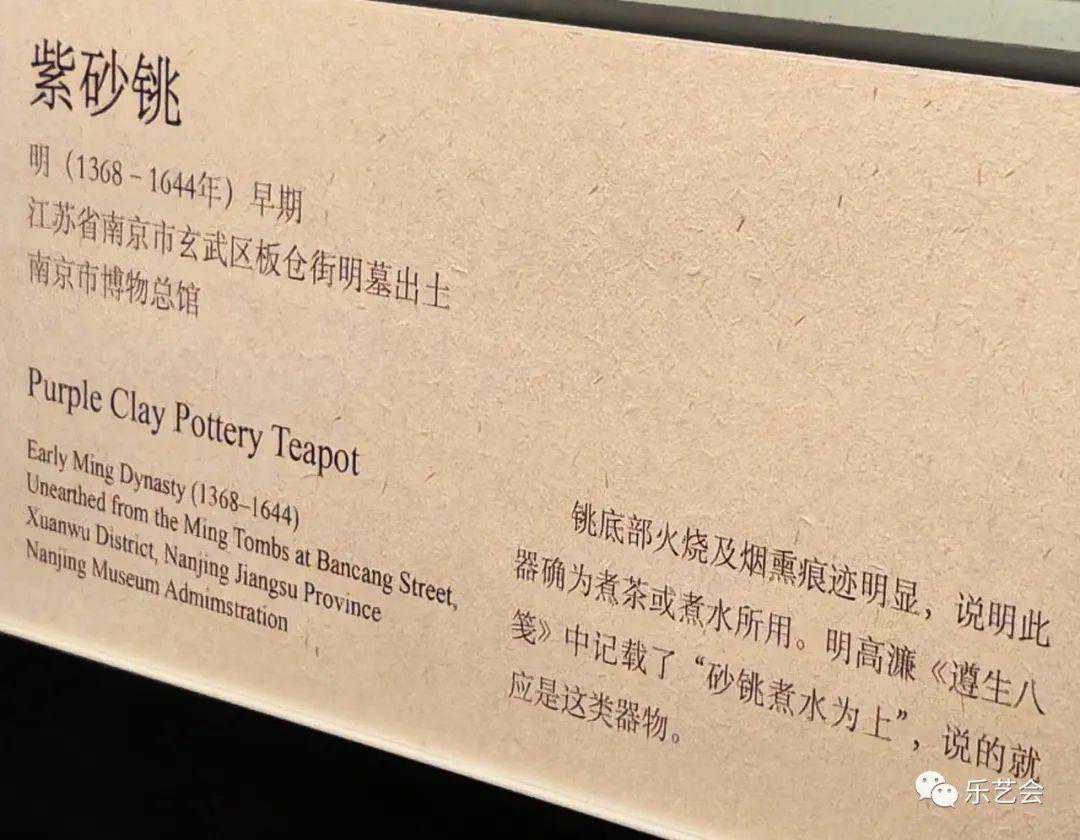 紫砂铫
明（1368－1644年）早期
江苏省南京市玄武区板仓街明墓出土
南京市博物总馆
Purple Clay Pottery Teapot
Early Ming Dynasty (1368–1644)
Unearthed from the Ming Tombs at Bancang Street,
Xuanwu District, Nanjing Jiangsu Province
Nanjing Museum Admimstration
铫底部火烧及烟熏痕迹明显，说明此
器确为煮茶或煮水所用。明高濂《遵生八
笺》中记载了“砂铫煮水为上”，说的就
应是这类器物。
乐艺会